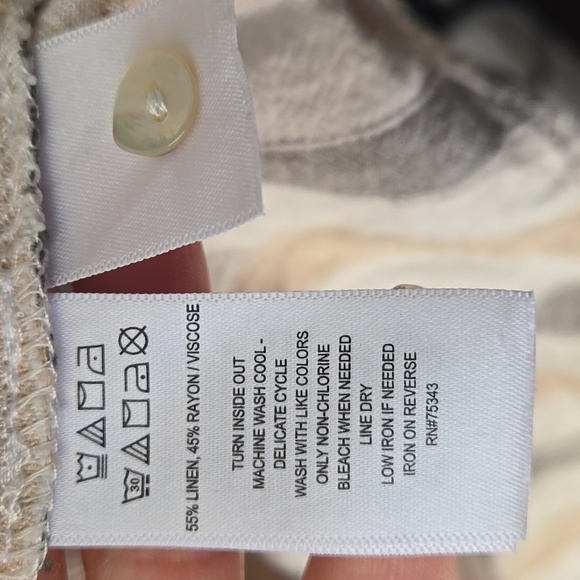 30
55% LINEN, 45% RAYON / VISCOSE
TURN INSIDE OUT
MACHINE WASH COOL -
DELICATE CYCLE
WASH WITH LIKE COLORS
ONLY NON-CHLORINE
BLEACH WHEN NEEDED
LINE DRY
LOW IRON IF NEEDED
IRON ON REVERSE
RN#75343